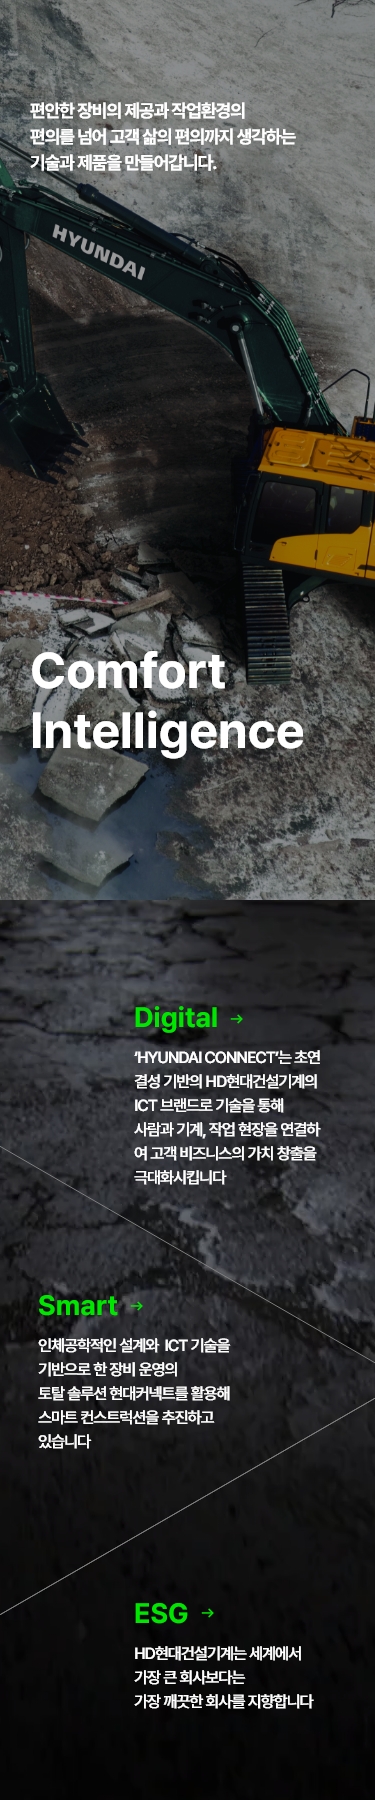 편안한 장비의 제공과 작업환경의
편의를 넘어 고객 삶의 편의까지 생각하는
기술과 제품을 만들어갑니다.
HYUNDAI
Comfort
Intelligence
Digital →
‘HYUNDAI CONNECT’는 초연
결성 기반의 HD현대건설기계의
ICT 브랜드로 기술을 통해
사람과 기계, 작업 현장을 연결하
여 고객 비즈니스의 가치 창출을
극대화시킵니다
Smart →
인체공학적인 설계와 ICT 기술을
기반으로 한 장비 운영의
토탈 솔루션 현대커넥트를 활용해
스마트 컨스트럭션을 추진하고
있습니다
ESG →
HD현대건설기계는 세계에서
가장 큰 회사보다는
가장 깨끗한 회사를 지향합니다